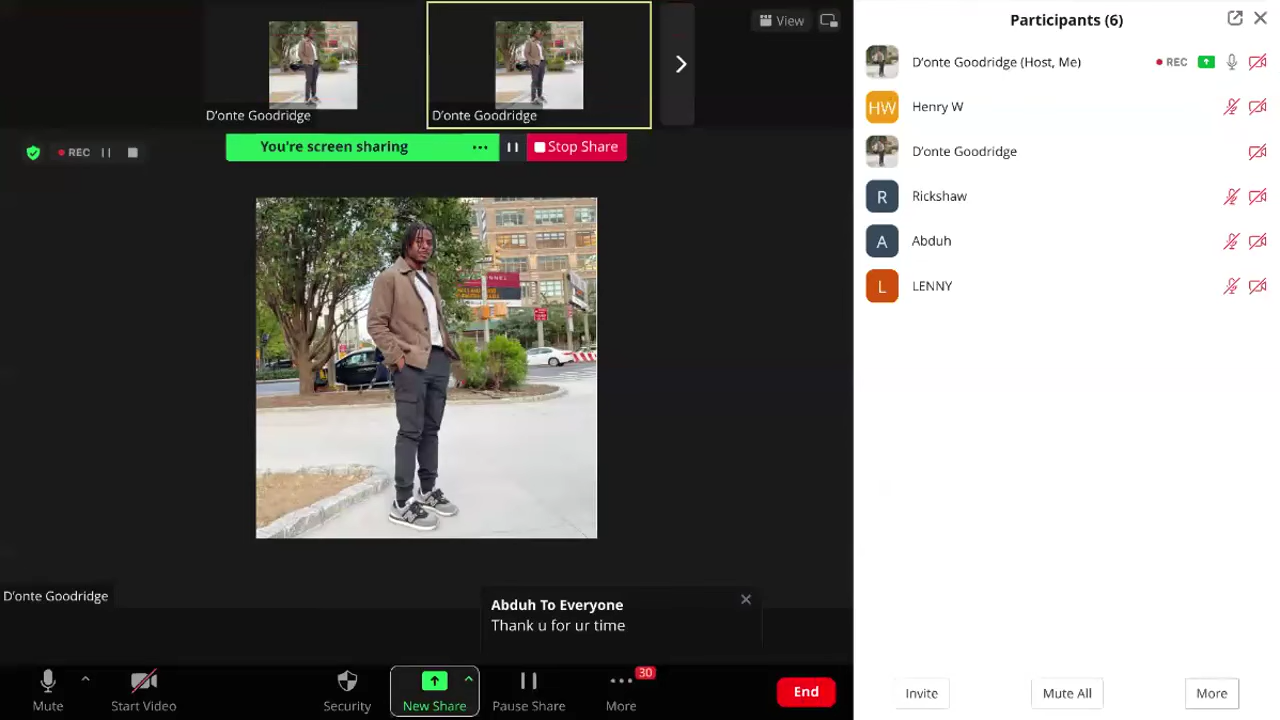 D'onte Goodridge
D'onte Goodridge
View
REC
You're screen sharing
Stop Share
D'onte Goodridge
Abduh To Everyone
Thank u for ur time
Mute
Start Video
Security
New Share
Pause Share
30
More
End
Participants (6)
D'onte Goodridge (Host, Me)
REC
HW
Henry W
D'onte Goodridge
R
Rickshaw
A
Abduh
L
LENNY
Invite
Mute All
More